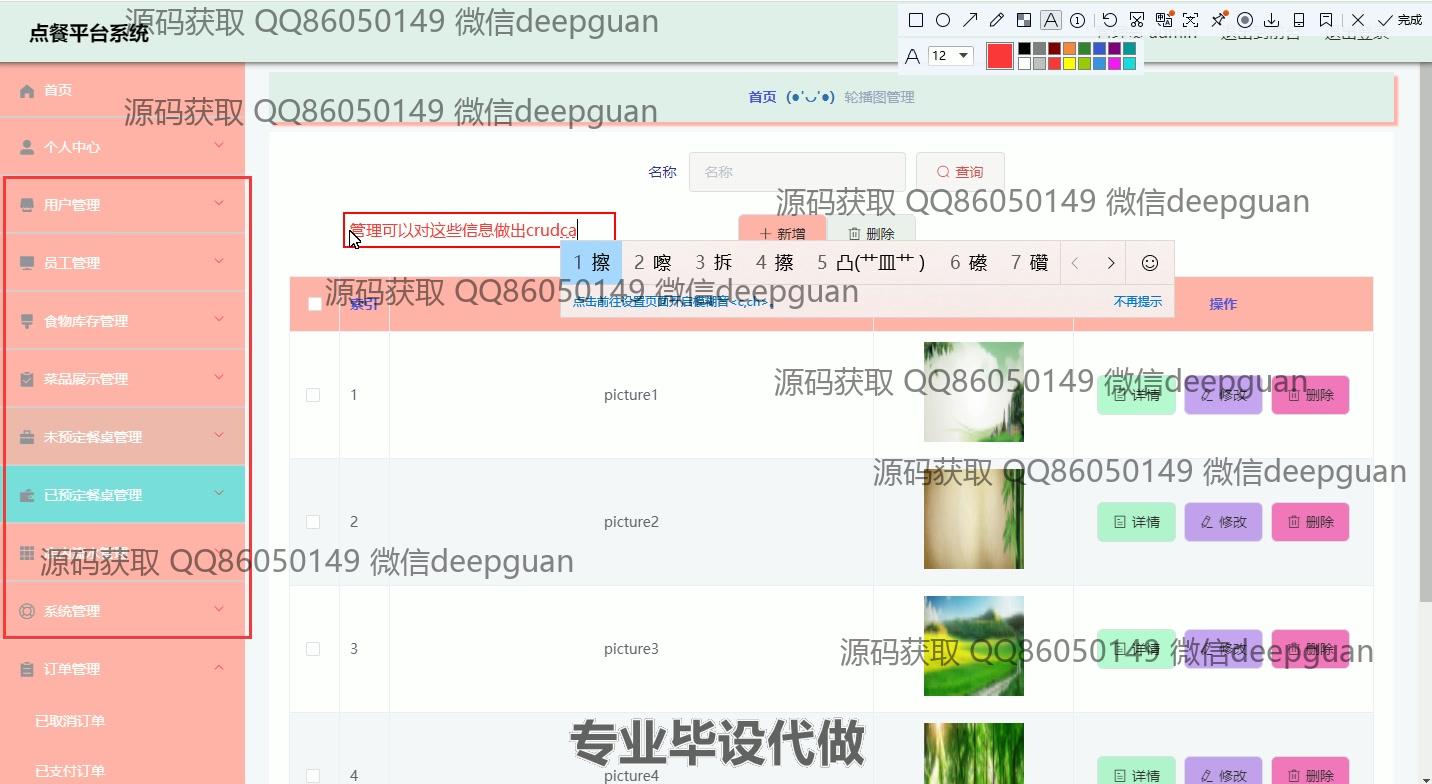 源码获取 QQ86050149 微信deepguan
点餐平台系统
完成
12
首页
首页 (●'◡'●) 轮播图管理
源码获取 QQ86050149 微信deepguan
个人中心
名称 名称 查询
用户管理
源码获取 QQ86050149 微信deepguan
管理可以对这些信息做出crudca
新增 删除
员工管理
1 擦 2 嚓 3 拆 4 攃 5 凸(艹皿艹 ) 6 礤 7 礸
源码获取 QQ86050149 微信deepguan
点击前往设置页面开启模糊音<c,ch>。 不再提示
索引 操作
食物库存管理
菜品展示管理
源码获取 QQ86050149 微信deepguan
1 picture1 详情 修改 删除
未预定餐桌管理
源码获取 QQ86050149 微信deepguan
已预定餐桌管理
2 picture2 详情 修改 删除
源码获取 QQ86050149 微信deepguan
系统管理
3 picture3 详情 修改 删除
源码获取 QQ86050149 微信deepguan
订单管理
已取消订单
专业毕设代做
已支付订单
4 picture4 详情 修改 删除